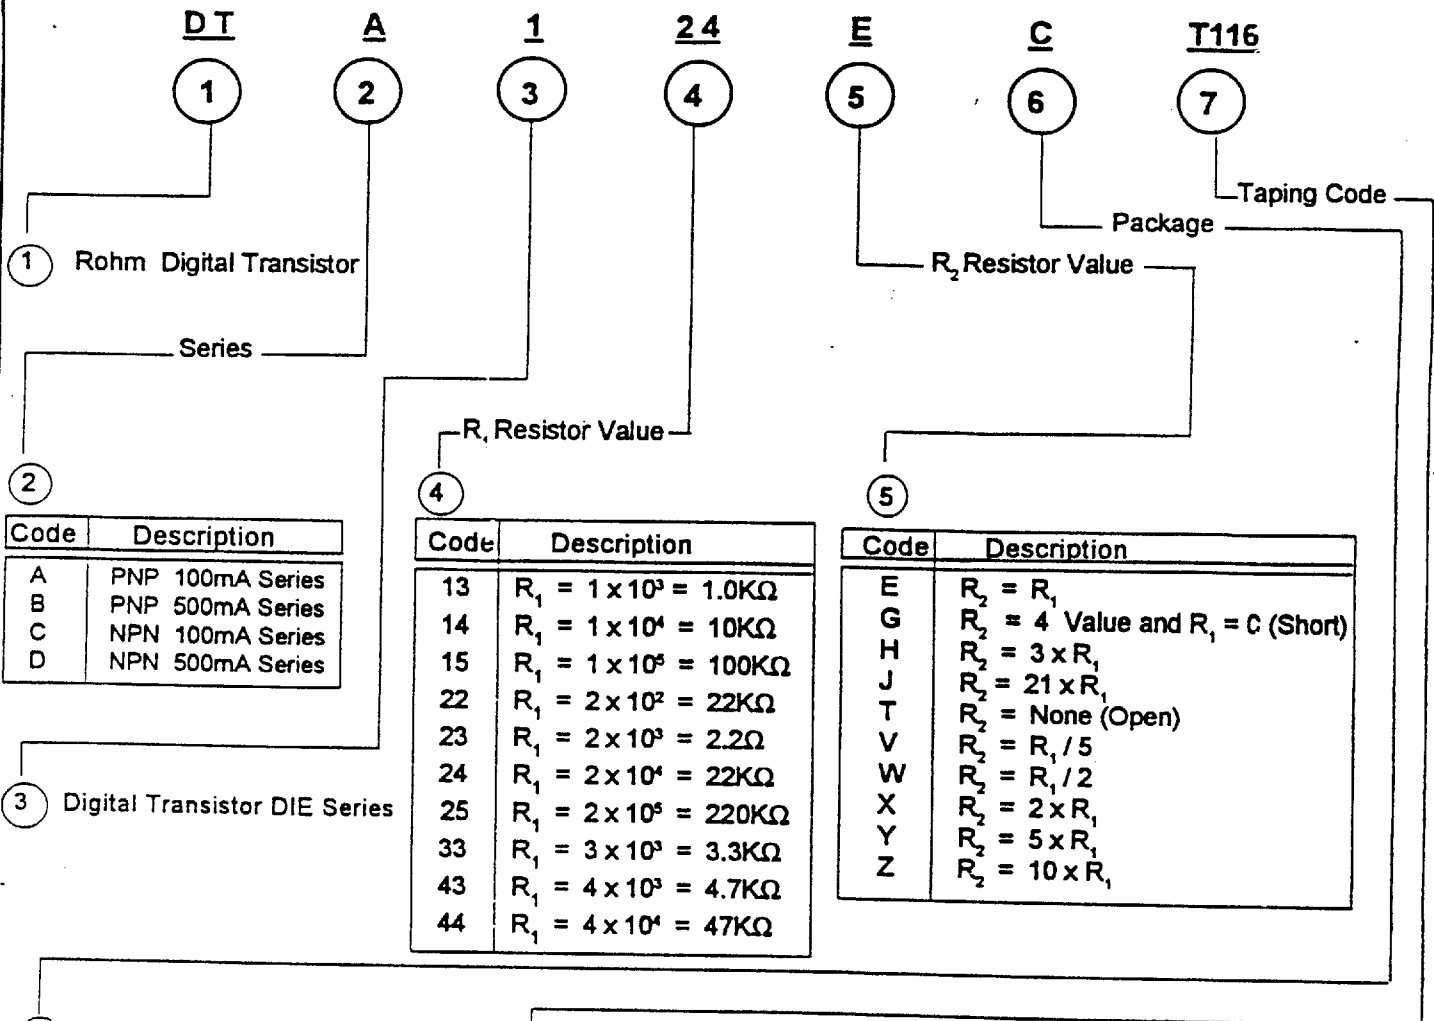 DT A 1 24 E C T116
1 2 3 4 5 6 7
Taping Code
Package
1 Rohm Digital Transistor
R₂ Resistor Value
Series
R₁ Resistor Value
2
4
5
Code Description
A PNP 100mA Series
B PNP 500mA Series
C NPN 100mA Series
D NPN 500mA Series
3 Digital Transistor DIE Series
Code Description
13 R₁ = 1 x 10³ = 1.0KΩ
14 R₁ = 1 x 10⁴ = 10KΩ
15 R₁ = 1 x 10⁵ = 100KΩ
22 R₁ = 2 x 10² = 22KΩ
23 R₁ = 2 x 10³ = 2.2Ω
24 R₁ = 2 x 10⁴ = 22KΩ
25 R₁ = 2 x 10⁵ = 220KΩ
33 R₁ = 3 x 10³ = 3.3KΩ
43 R₁ = 4 x 10³ = 4.7KΩ
44 R₁ = 4 x 10⁴ = 47KΩ
Code Description
E R₂ = R₁
G R₂ = 4 Value and R₁ = 0 (Short)
H R₂ = 3 x R₁
J R₂ = 21 x R₁
T R₂ = None (Open)
V R₂ = R₁ / 5
W R₂ = R₁ / 2
X R₂ = 2 x R₁
Y R₂ = 5 x R₁
Z R₂ = 10 x R₁